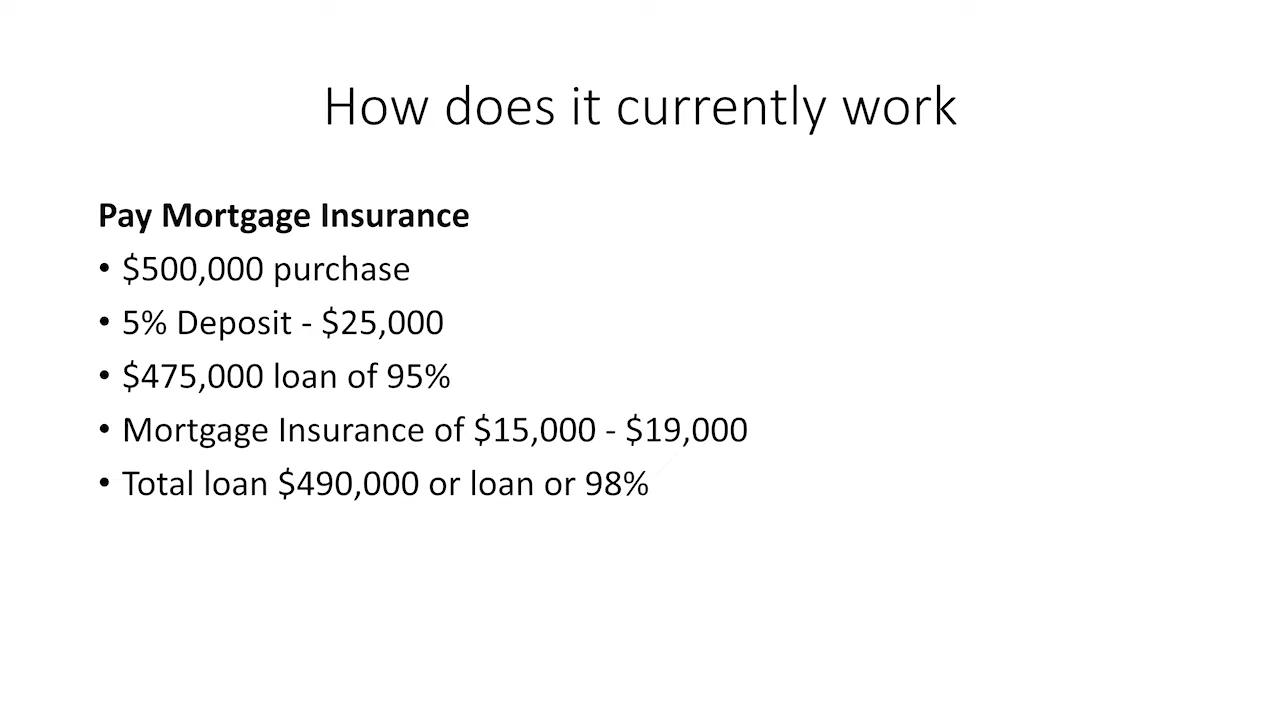 How does it currently work
Pay Mortgage Insurance
• $500,000 purchase
• 5% Deposit - $25,000
• $475,000 loan of 95%
• Mortgage Insurance of $15,000 - $19,000
• Total loan $490,000 or loan or 98%